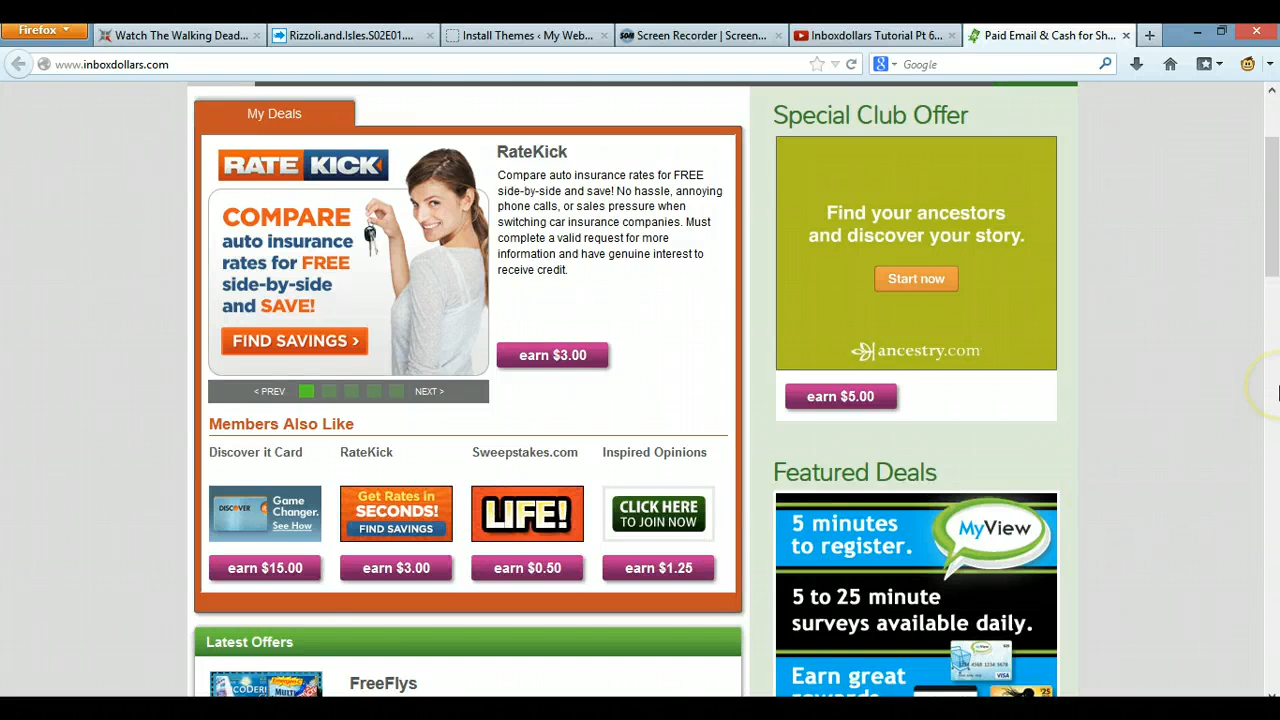 Firefox
Watch The Walking Dead...
Rizzoli.and.Isles.S02E01....
Install Themes ‹ My Web...
Screen Recorder | Screen...
Inboxdollars Tutorial Pt 6...
Paid Email & Cash for Sh...
www.inboxdollars.com
Google
My Deals
RATE KICK
COMPARE
auto insurance
rates for FREE
side-by-side
and SAVE!
FIND SAVINGS >
< PREV
NEXT >
RateKick
Compare auto insurance rates for FREE
side-by-side and save! No hassle, annoying
phone calls, or sales pressure when
switching car insurance companies. Must
complete a valid request for more
information and have genuine interest to
receive credit.
earn $3.00
Members Also Like
Discover it Card
RateKick
Sweepstakes.com
Inspired Opinions
DISCOVER
Game
Changer.
See How
Get Rates in
SECONDS!
FIND SAVINGS
LIFE!
CLICK HERE
TO JOIN NOW
earn $15.00
earn $3.00
earn $0.50
earn $1.25
Latest Offers
FreeFlys
Special Club Offer
Find your ancestors
and discover your story.
Start now
ancestry.com
earn $5.00
Featured Deals
5 minutes
to register.
MyView
5 to 25 minute
surveys available daily.
Earn great
VISA